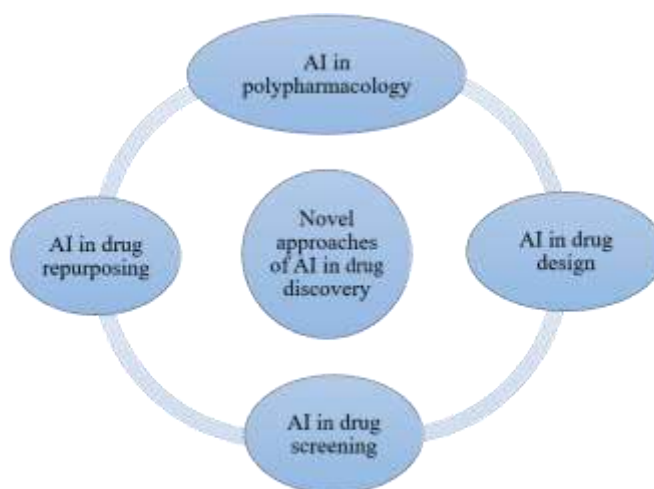 AI in
polypharmacology
AI in drug
repurposing
Novel
approaches
of AI in drug
discovery
AI in drug
design
AI in drug
screening